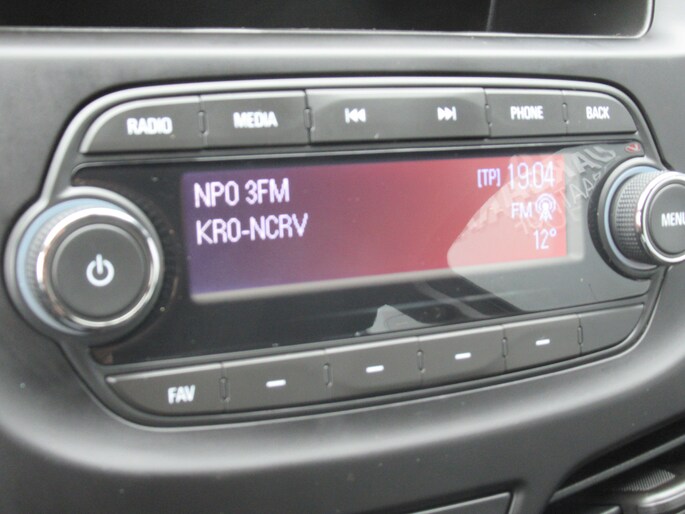 RADIO MEDIA PHONE BACK
NPO 3FM [TP] 19:04
KRO-NCRV FM
12°
MENU
FAV